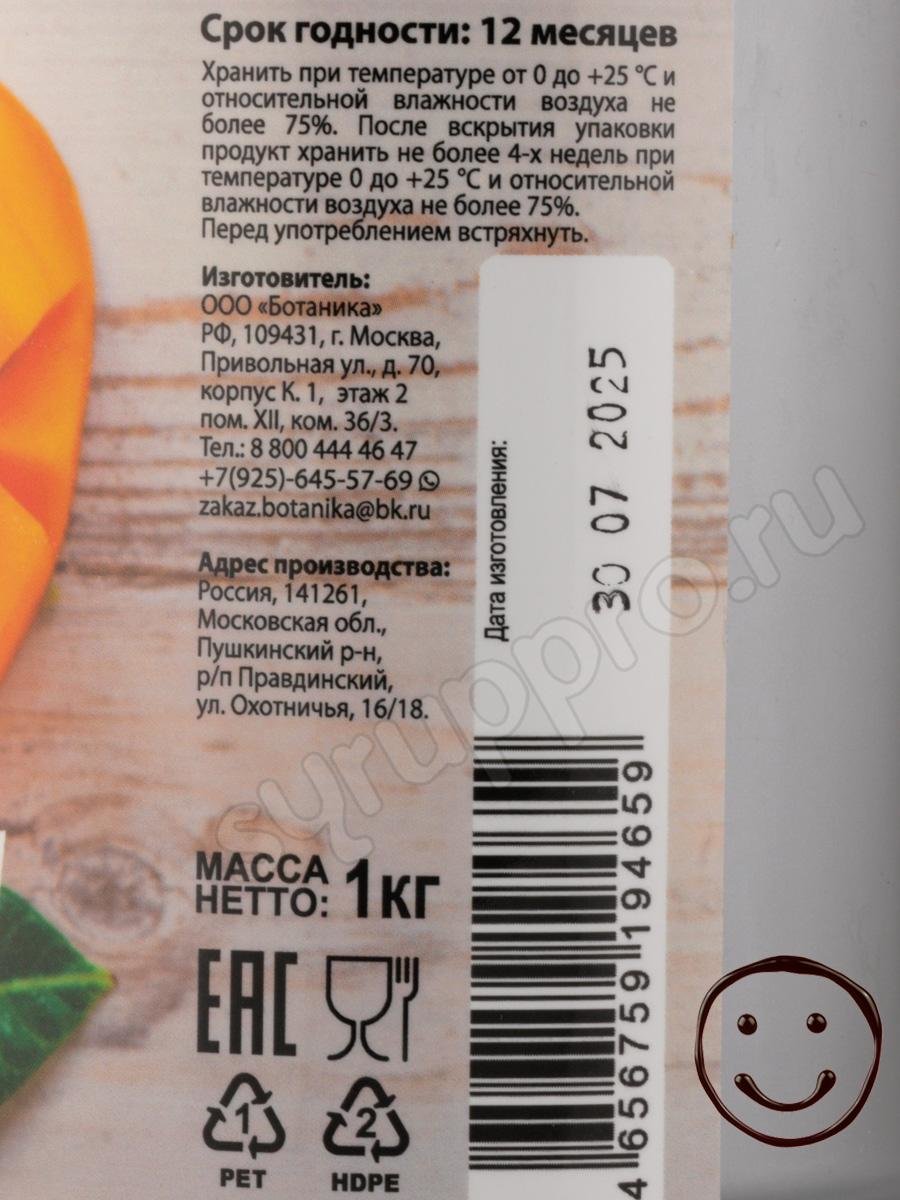 Срок годности: 12 месяцев
Хранить при температуре от 0 до +25 °С и
относительной влажности воздуха не
более 75%. После вскрытия упаковки
продукт хранить не более 4-х недель при
температуре 0 до +25 °С и относительной
влажности воздуха не более 75%.
Перед употреблением встряхнуть.
Изготовитель:
ООО «Ботаника»
РФ, 109431, г. Москва,
Привольная ул., д. 70,
корпус К. 1, этаж 2
пом. XII, ком. 36/3.
Тел.: 8 800 444 46 47
+7(925)-645-57-69
zakaz.botanika@bk.ru
Адрес производства:
Россия, 141261,
Московская обл.,
Пушкинский р-н,
р/п Правдинский,
ул. Охотничья, 16/18.
Дата изготовления:
30 07 2025
МАССА
НЕТТО: 1кг
EAC
1
PET
2
HDPE
4 656759 194659
syruppro.ru